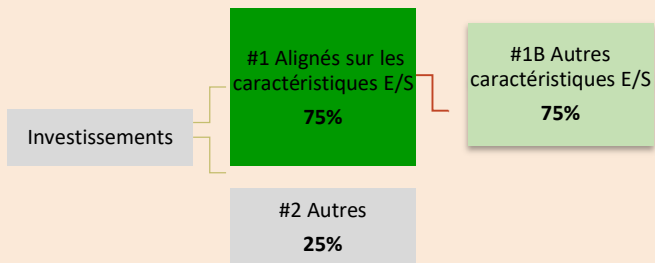 Investissements
#1 Alignés sur les
caractéristiques E/S
75%
#1B Autres
caractéristiques E/S
75%
#2 Autres
25%